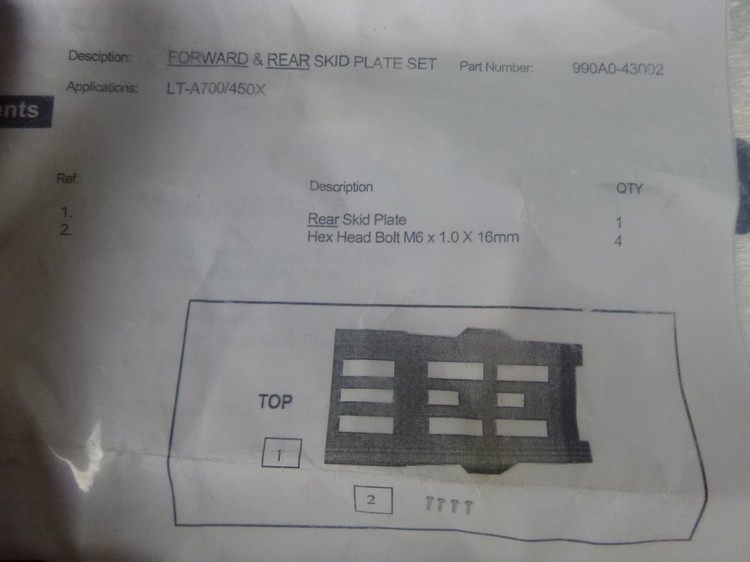 Desciption: FORWARD & REAR SKID PLATE SET Part Number: 990A0-43002
Applications: LT-A700/450X
ents
Ref. Description QTY
1. Rear Skid Plate 1
2. Hex Head Bolt M6 x 1.0 X 16mm 4
TOP
1
2